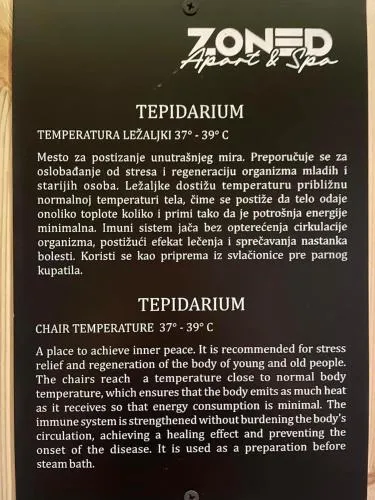 ZONED
Apart & Spa
TEPIDARIUM
TEMPERATURA LEŽALJKI 37° - 39° C
Mesto za postizanje unutrašnjeg mira. Preporučuje se za
oslobađanje od stresa i regeneraciju organizma mladih i
starijih osoba. Ležaljke dostižu temperaturu približnu
normalnoj temperaturi tela, čime se postiže da telo odaje
onoliko toplote koliko i primi tako da je potrošnja energije
minimalna. Imuni sistem jača bez opterećenja cirkulacije
organizma, postižući efekat lečenja i sprečavanja nastanka
bolesti. Koristi se kao priprema iz svlačionice pre parnog
kupatila.
TEPIDARIUM
CHAIR TEMPERATURE 37° - 39° C
A place to achieve inner peace. It is recommended for stress
relief and regeneration of the body of young and old people.
The chairs reach a temperature close to normal body
temperature, which ensures that the body emits as much heat
as it receives so that energy consumption is minimal. The
immune system is strengthened without burdening the body's
circulation, achieving a healing effect and preventing the
onset of the disease. It is used as a preparation before
steam bath.